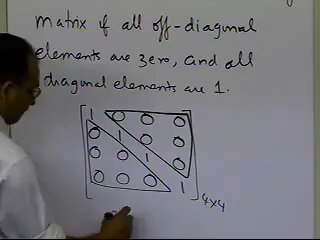 matrix if all off-diagonal
elements are zero, and all
diagonal elements are 1.
1 0 0 0
0 1 0 0
0 0 1 0
0 0 0 1
4x4